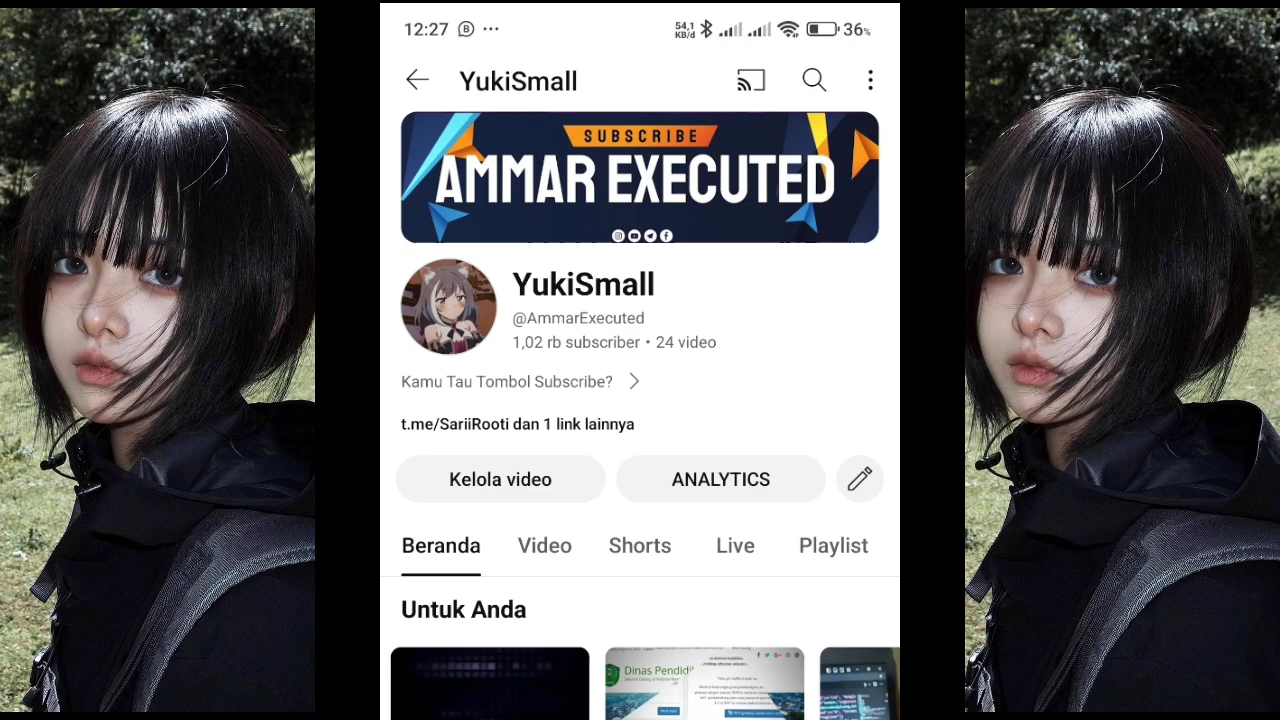 12:27
54,1
KB/d
36%
YukiSmall
SUBSCRIBE
AMMAR EXECUTED
YukiSmall
@AmmarExecuted
1,02 rb subscriber • 24 video
Kamu Tau Tombol Subscribe?
t.me/SariiRooti dan 1 link lainnya
Kelola video
ANALYTICS
Beranda
Video
Shorts
Live
Playlist
Untuk Anda
Dinas Pendidi